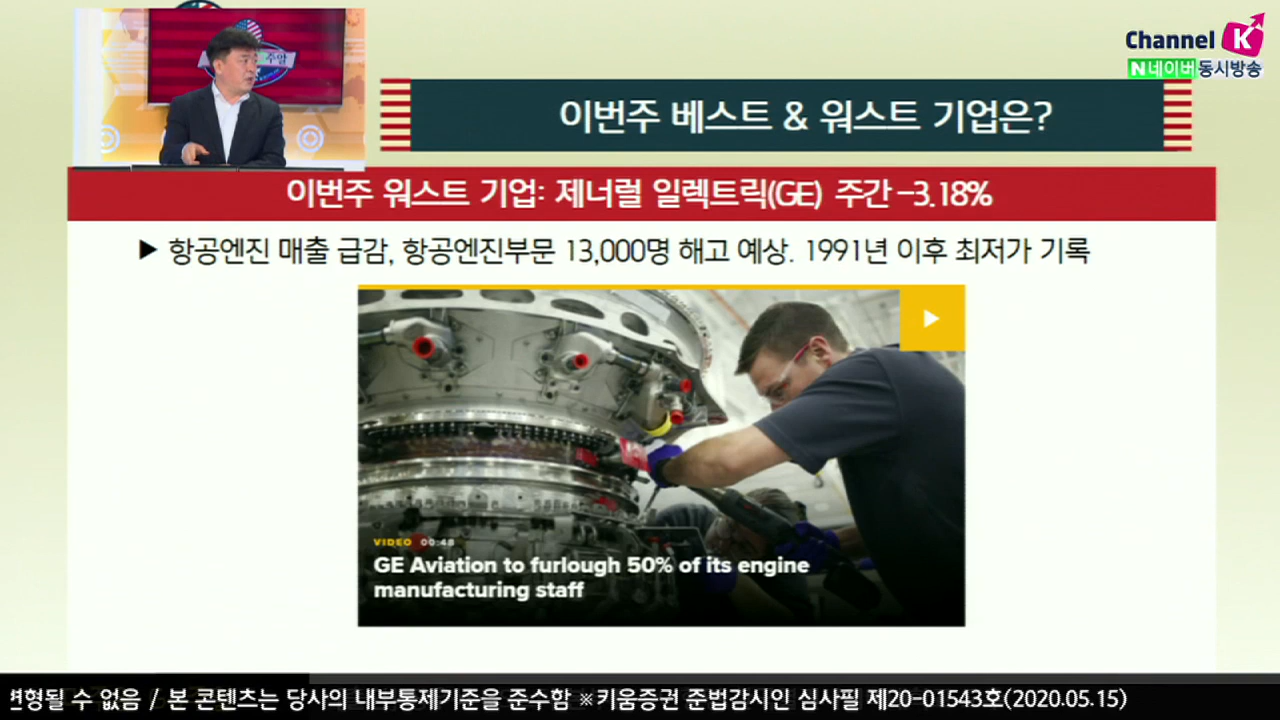 Channel K
N 네이버 동시방송
이번주 베스트 & 워스트 기업은?
이번주 워스트 기업: 제너럴 일렉트릭(GE) 주간 -3.18%
▶ 항공엔진 매출 급감, 항공엔진부문 13,000명 해고 예상. 1991년 이후 최저가 기록
VIDEO 00:48
GE Aviation to furlough 50% of its engine
manufacturing staff
변형될 수 없음 / 본 콘텐츠는 당사의 내부통제기준을 준수함 ※키움증권 준법감시인 심사필 제20-01543호(2020.05.15)